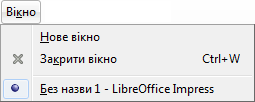 Вікно
Нове вікно
Закрити вікно Ctrl+W
Без назви 1 - LibreOffice Impress